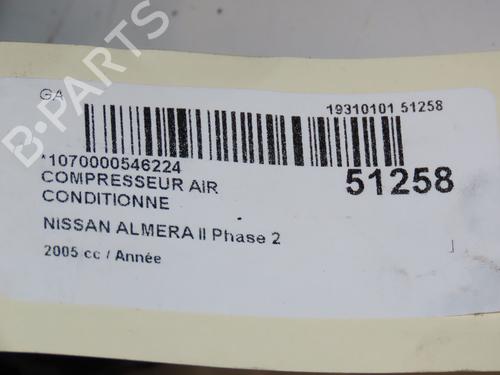 GA
19310101 51258
*1070000546224
51258
COMPRESSEUR AIR
CONDITIONNE
NISSAN ALMERA II Phase 2
2005 cc / Année
B-PARTS